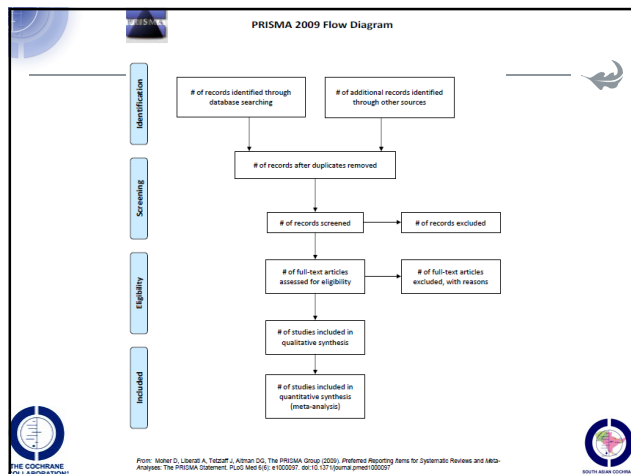 PRISMA 2009 Flow Diagram
PRISMA
Identification
# of records identified through
database searching
# of additional records identified
through other sources
# of records after duplicates removed
Screening
# of records screened
# of records excluded
Eligibility
# of full-text articles
assessed for eligibility
# of full-text articles
excluded, with reasons
# of studies included in
qualitative synthesis
Included
# of studies included in
quantitative synthesis
(meta-analysis)
THE COCHRANE
COLLABORATION®
From: Moher D, Liberati A, Tetzlaff J, Altman DG, The PRISMA Group (2009). Preferred Reporting Items for Systematic Reviews and Meta-
Analyses: The PRISMA Statement. PLoS Med 6(6): e1000097. doi:10.1371/journal.pmed1000097
SOUTH ASIAN COCHRA